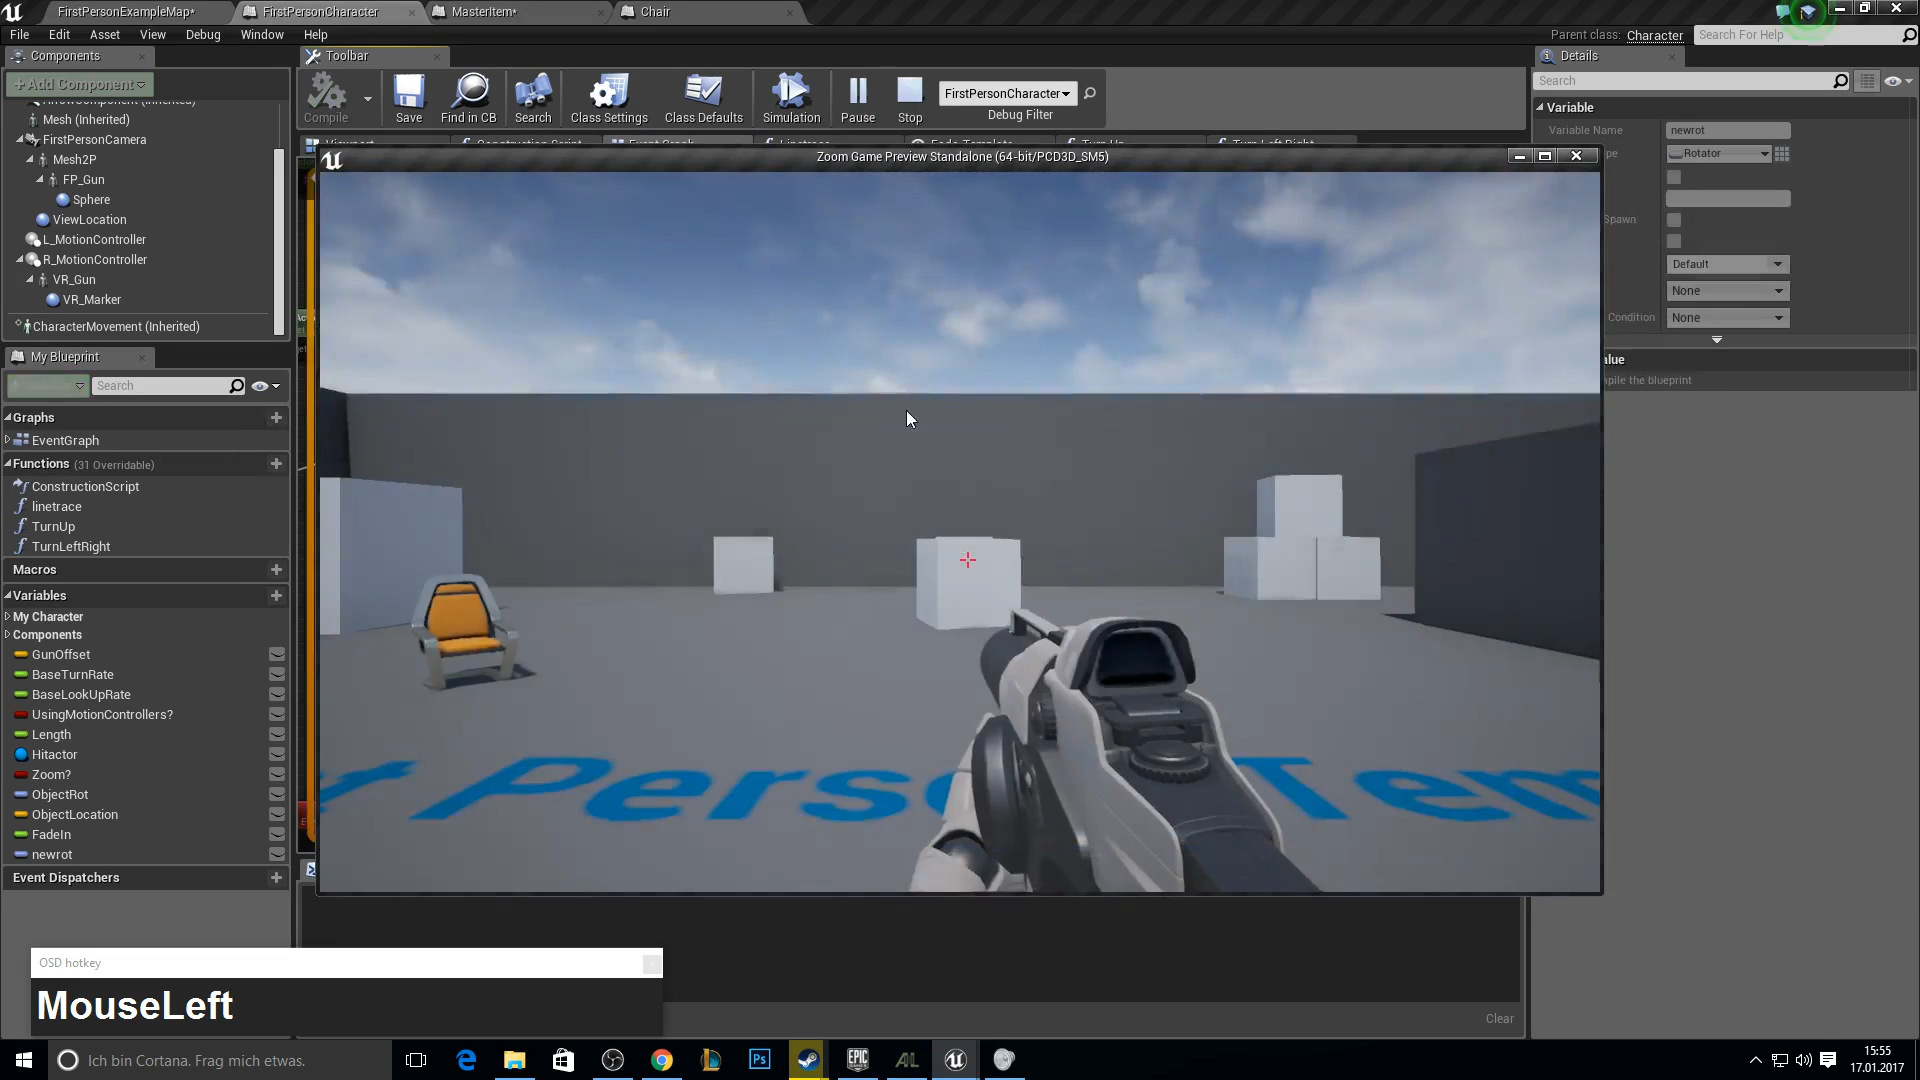 FirstPersonExampleMap*
FirstPersonCharacter
MasterItem*
Chair
File Edit Asset View Debug Window Help
Parent class: Character
Search For Help
Components
Toolbar
Details
+Add Component
Compile
Save
Find in CB
Search
Class Settings
Class Defaults
Simulation
Pause
Stop
FirstPersonCharacter
Debug Filter
Search
Mesh (Inherited)
FirstPersonCamera
Mesh2P
FP_Gun
Sphere
ViewLocation
L_MotionController
R_MotionController
VR_Gun
VR_Marker
CharacterMovement (Inherited)
Zoom Game Preview Standalone (64-bit/PCD3D_SM5)
Variable
Variable Name
newrot
Rotator
Spawn
Default
None
Condition
None
My Blueprint
Search
Graphs
EventGraph
Functions (31 Overridable)
ConstructionScript
linetrace
TurnUp
TurnLeftRight
Macros
Variables
My Character
Components
GunOffset
BaseTurnRate
BaseLookUpRate
UsingMotionControllers?
Length
Hitactor
Zoom?
ObjectRot
ObjectLocation
FadeIn
newrot
Event Dispatchers
OSD hotkey
MouseLeft
Clear
Ich bin Cortana. Frag mich etwas.
Ps
EPIC GAMES
AL
15:55
17.01.2017